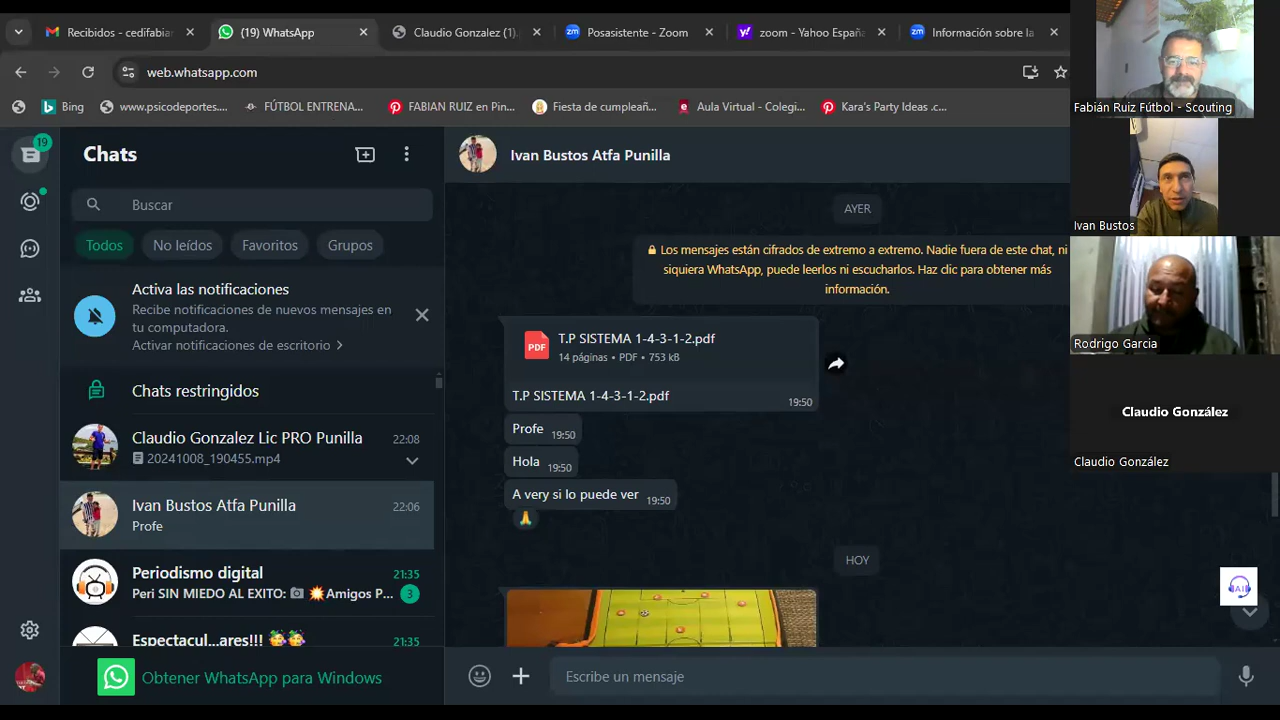 Recibidos - cedifabian
(19) WhatsApp
Claudio Gonzalez (1).
Posasistente - Zoom
zoom - Yahoo España
Información sobre la
web.whatsapp.com
Bing
www.psicodeportes....
FÚTBOL ENTRENA...
FABIAN RUIZ en Pin...
Fiesta de cumpleañ...
Aula Virtual - Colegi...
Kara's Party Ideas .c...
19
Chats
Buscar
Todos
No leídos
Favoritos
Grupos
Activa las notificaciones
Recibe notificaciones de nuevos mensajes en
tu computadora.
Activar notificaciones de escritorio
Chats restringidos
Claudio Gonzalez Lic PRO Punilla
22:08
20241008_190455.mp4
Ivan Bustos Atfa Punilla
22:06
Profe
Periodismo digital
21:35
Peri SIN MIEDO AL EXITO: 📷 💥Amigos P...
3
Espectacul...ares!!! 🥳🥳
21:35
Obtener WhatsApp para Windows
Ivan Bustos Atfa Punilla
AYER
Los mensajes están cifrados de extremo a extremo. Nadie fuera de este chat, ni
siquiera WhatsApp, puede leerlos ni escucharlos. Haz clic para obtener más
información.
PDF
T.P SISTEMA 1-4-3-1-2.pdf
14 páginas • PDF • 753 kB
T.P SISTEMA 1-4-3-1-2.pdf
19:50
Profe 19:50
Hola 19:50
A very si lo puede ver 19:50
🙏
HOY
Escribe un mensaje
AI
Fabián Ruiz Fútbol - Scouting
Ivan Bustos
Rodrigo Garcia
Claudio González
Claudio González